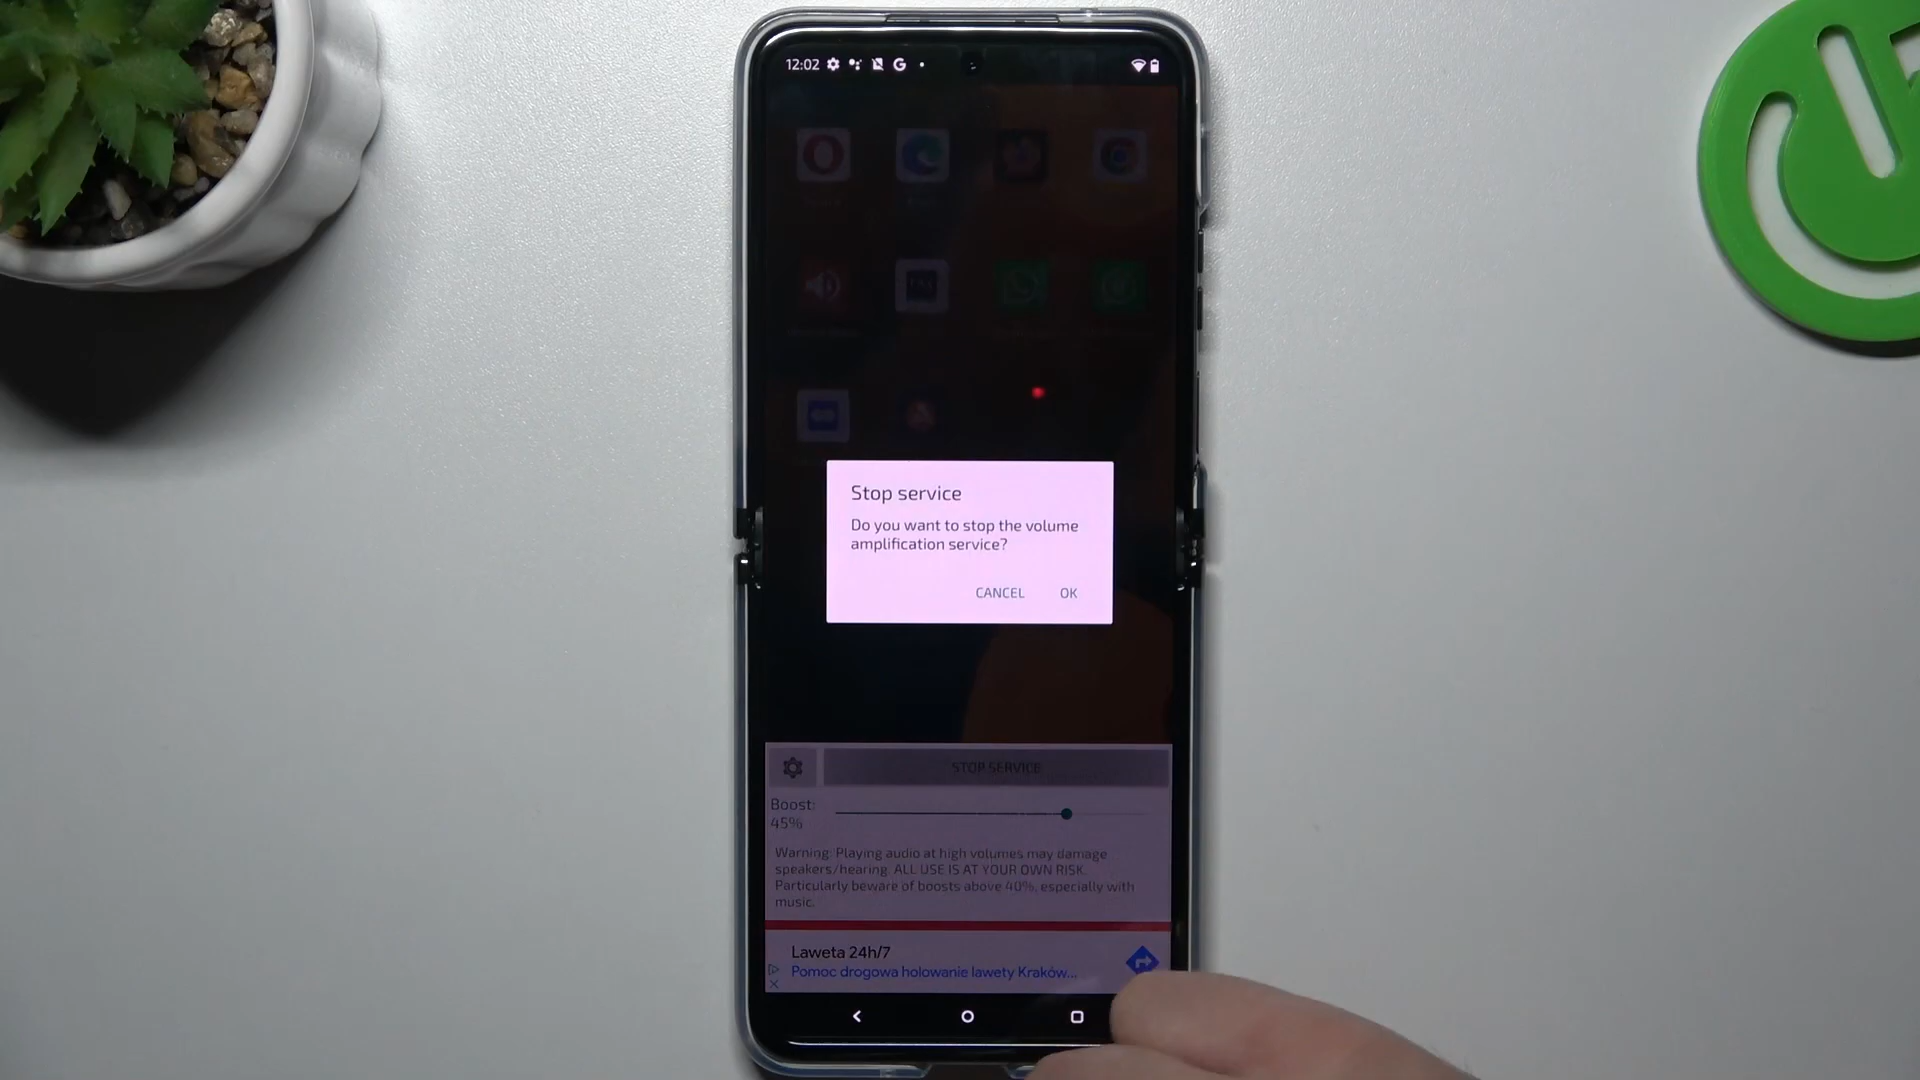 12:02
Stop service
Do you want to stop the volume
amplification service?
CANCEL OK
STOP SERVICE
Boost:
45%
Warning: Playing audio at high volumes may damage
speakers/hearing. ALL USE IS AT YOUR OWN RISK.
Particularly beware of boosts above 40%, especially with
music.
Laweta 24h/7
Pomoc drogowa holowanie lawety Kraków...